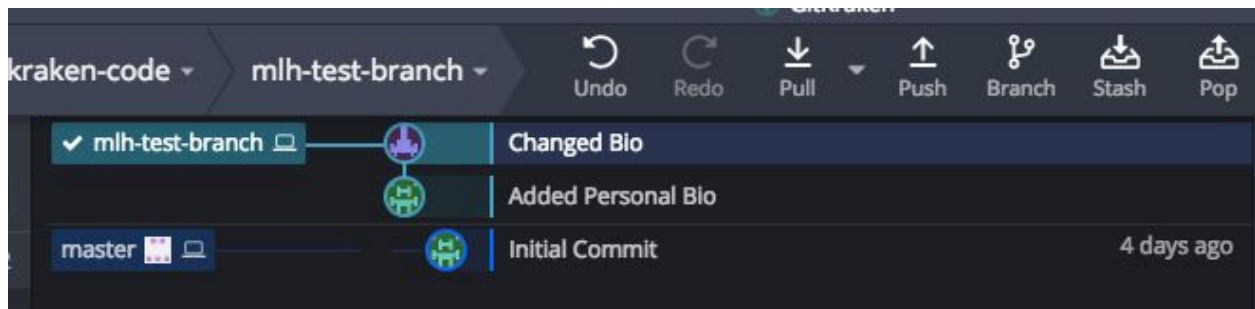 kraken-code
mlh-test-branch
Undo
Redo
Pull
Push
Branch
Stash
Pop
mlh-test-branch
Changed Bio
Added Personal Bio
master
Initial Commit
4 days ago